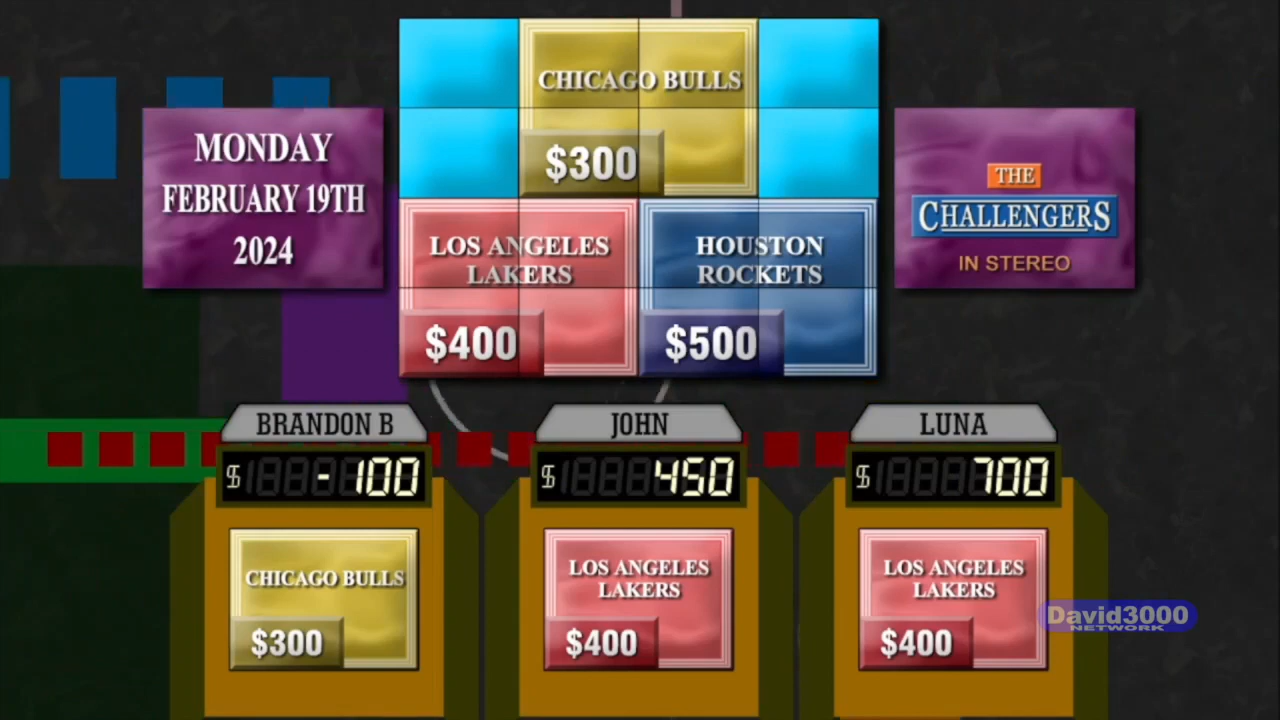 CHICAGO BULLS
$300
MONDAY
FEBRUARY 19TH
2024
THE
CHALLENGERS
IN STEREO
LOS ANGELES
LAKERS
$400
HOUSTON
ROCKETS
$500
BRANDON B
$ -100
CHICAGO BULLS
$300
JOHN
$ 450
LOS ANGELES
LAKERS
$400
LUNA
$ 700
LOS ANGELES
LAKERS
$400
David3000
NETWORK